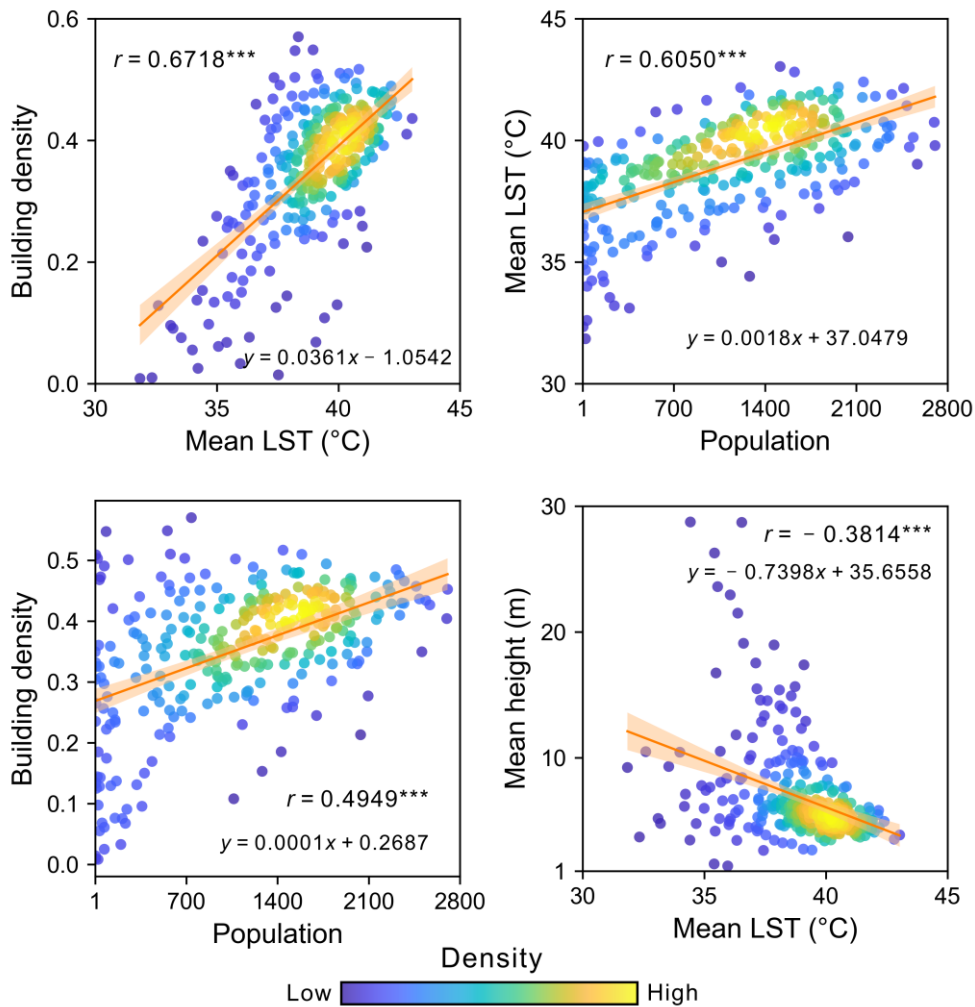 0.6
0.4
0.2
0.0
Building density
r = 0.6718***
y = 0.0361x − 1.0542
30 35 40 45
Mean LST (°C)
45
40
35
30
Mean LST (°C)
r = 0.6050***
y = 0.0018x + 37.0479
1 700 1400 2100 2800
Population
0.5
0.4
0.3
0.2
0.1
0.0
Building density
r = 0.4949***
y = 0.0001x + 0.2687
1 700 1400 2100 2800
Population
30
20
10
1
Mean height (m)
r = − 0.3814***
y = − 0.7398x + 35.6558
30 35 40 45
Mean LST (°C)
Density
Low High